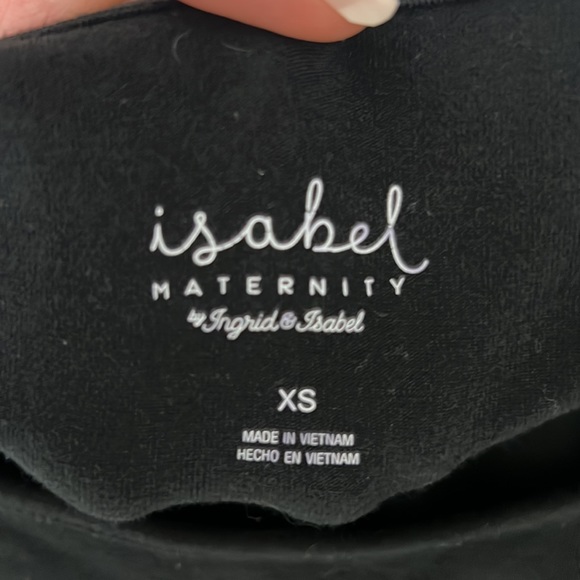 isabel
MATERNITY
by Ingrid & Isabel
XS
MADE IN VIETNAM
HECHO EN VIETNAM